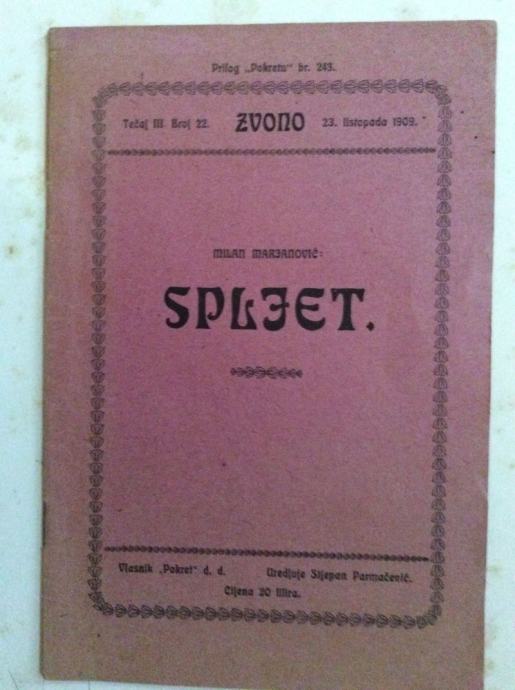 Prilog „Pokretu" br. 243.
Tečaj III Broj 22. ZVONO 23. listopada 1909.
MILAN MARJANOVIĆ:
SPLJET.
Vlasnik „Pokret" d. d. Uredjuje Stjepan Parmačević.
Cijena 20 filira.